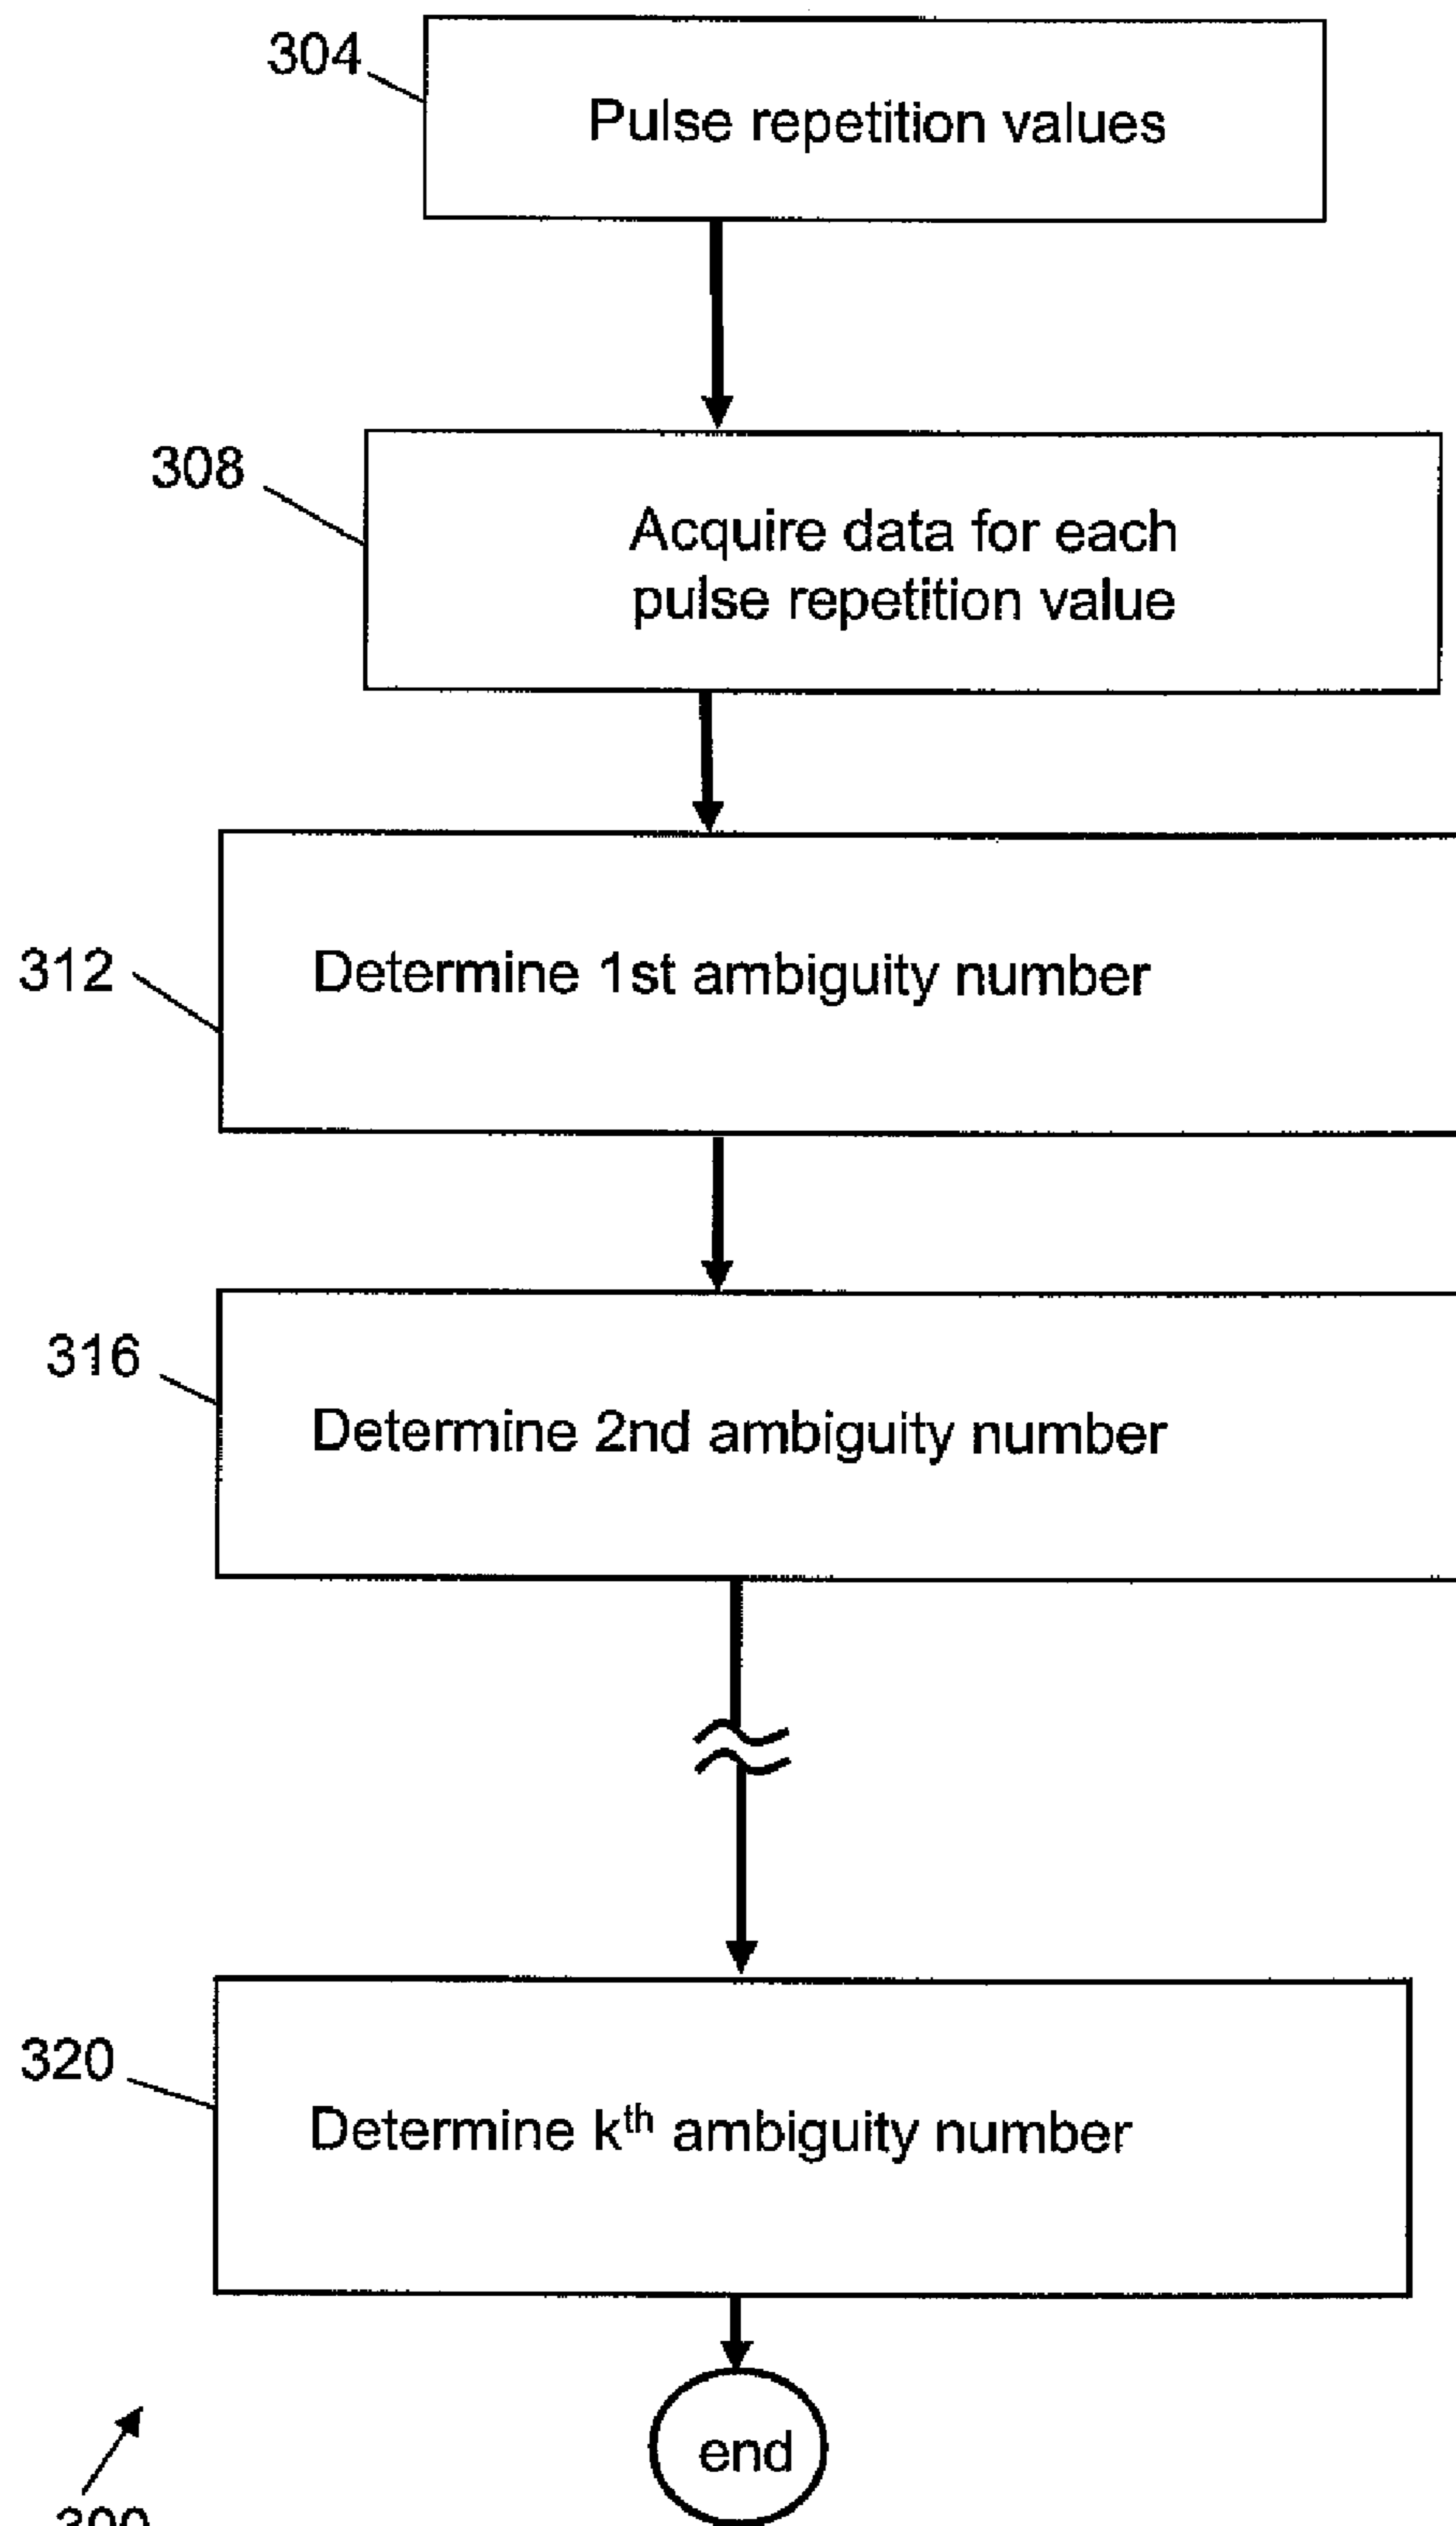 304
Pulse repetition values
308
Acquire data for each
pulse repetition value
312
Determine 1st ambiguity number
316
Determine 2nd ambiguity number
320
Determine kth ambiguity number
end
300